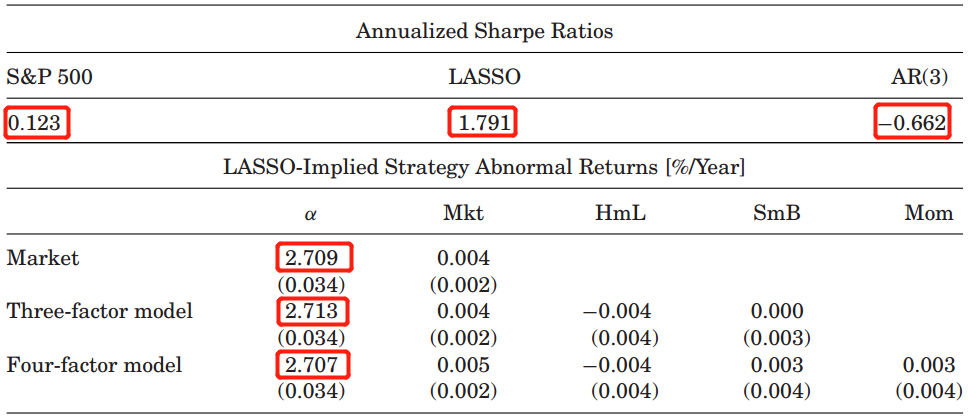 Annualized Sharpe Ratios
S&P 500 LASSO AR(3)
0.123 1.791 −0.662
LASSO-Implied Strategy Abnormal Returns [%/Year]
α Mkt HmL SmB Mom
Market 2.709 0.004
(0.034) (0.002)
Three-factor model 2.713 0.004 −0.004 0.000
(0.034) (0.002) (0.004) (0.003)
Four-factor model 2.707 0.005 −0.004 0.003 0.003
(0.034) (0.002) (0.004) (0.004) (0.004)